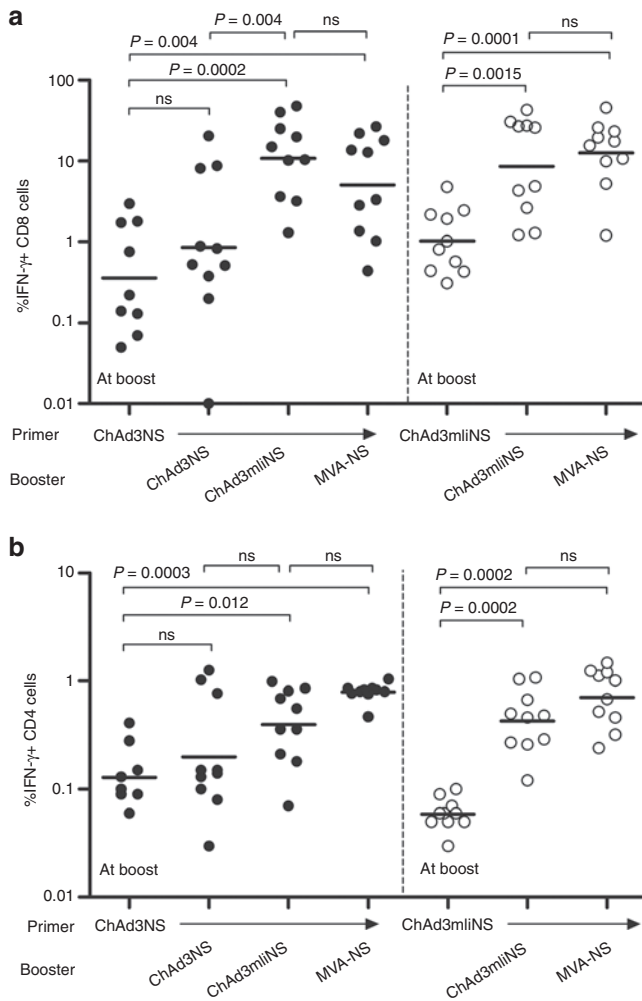 a
P = 0.004 ns
P = 0.004 P = 0.0001 ns
P = 0.0002 P = 0.0015
ns
100
10
1
0.1
0.01
%IFN-γ+ CD8 cells
At boost At boost
Primer ChAd3NS ChAd3mliNS
Booster ChAd3NS ChAd3mliNS MVA-NS ChAd3mliNS MVA-NS
b
ns ns ns
P = 0.0003 P = 0.0002
P = 0.012 P = 0.0002
ns
10
1
0.1
0.01
%IFN-γ+ CD4 cells
At boost At boost
Primer ChAd3NS ChAd3mliNS
Booster ChAd3NS ChAd3mliNS MVA-NS ChAd3mliNS MVA-NS